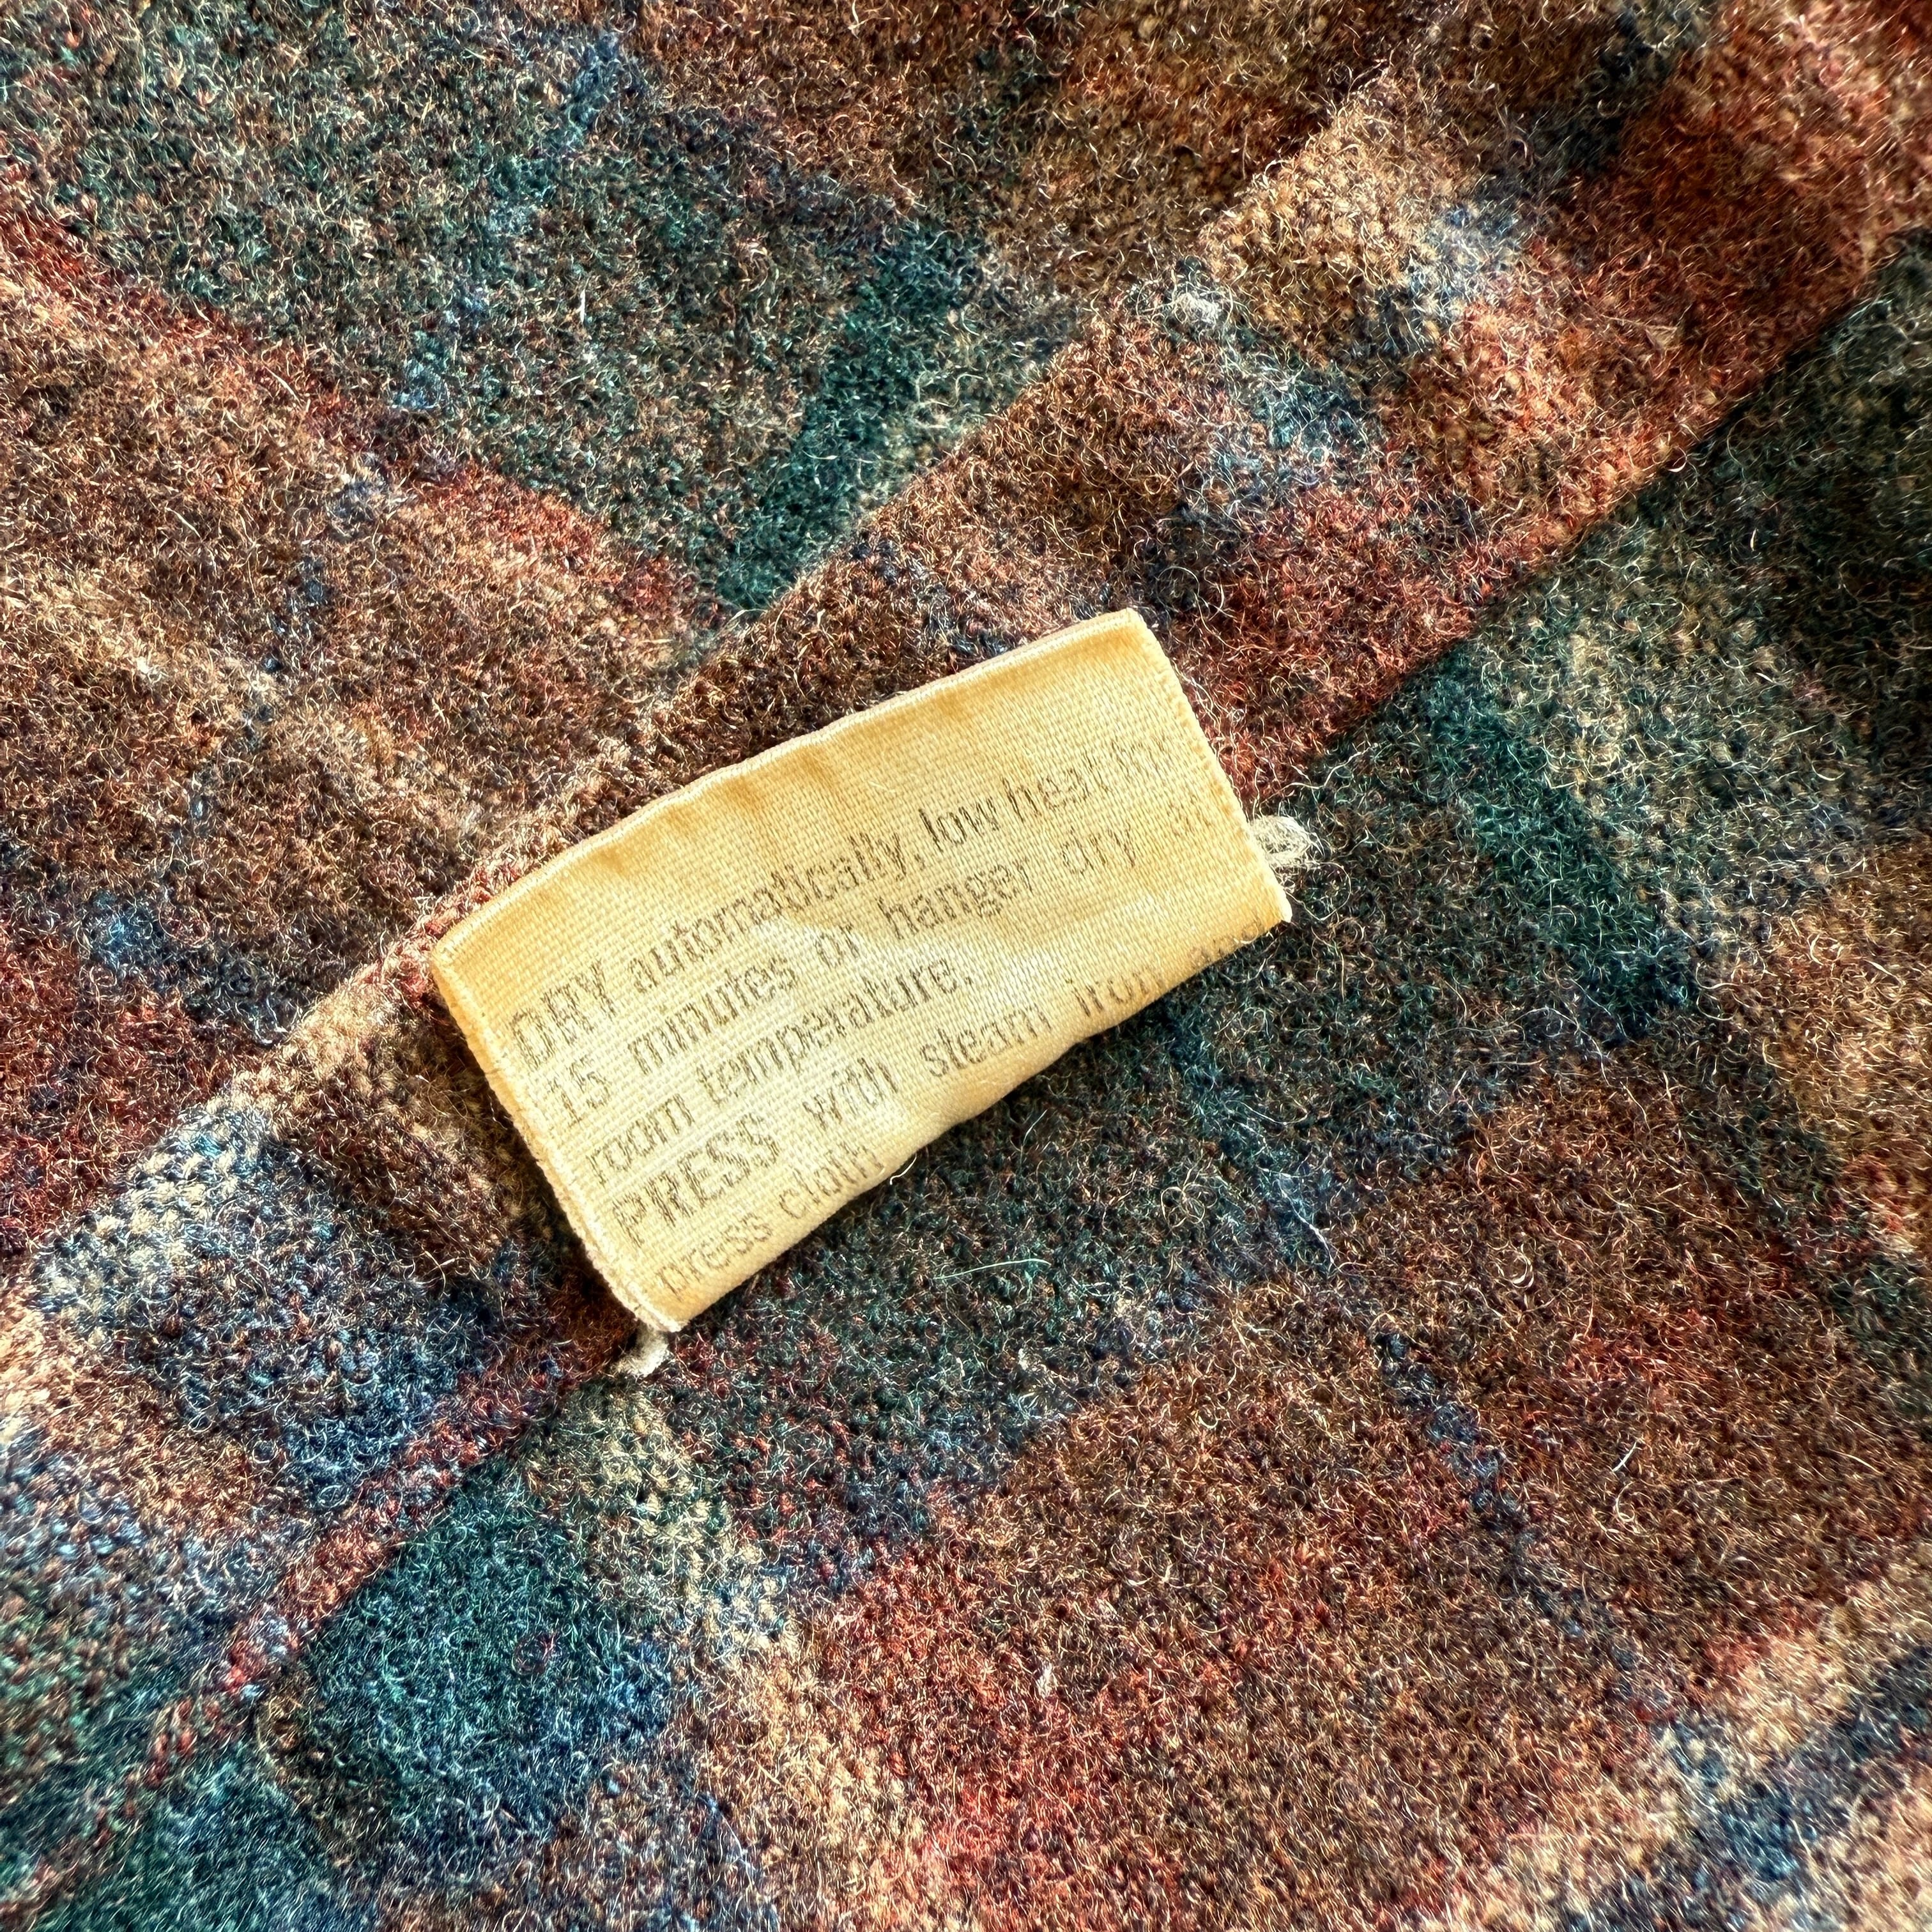 DRY automatically, low heat for
15 minutes or hanger dry at
room temperature.
PRESS with steam iron and
press cloth